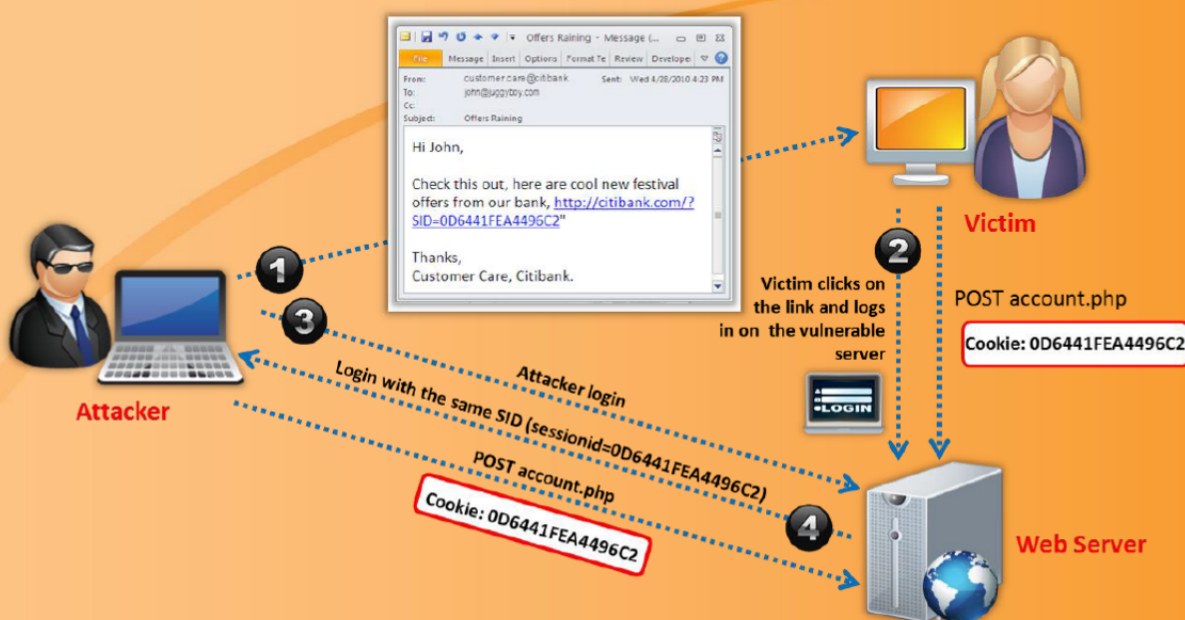 Offers Raining - Message (...
File Message Insert Options Format Te Review Developer
From: customer.care@citibank Sent: Wed 4/28/2010 4:23 PM
To: john@juggyboy.com
Cc:
Subject: Offers Raining
Hi John,
Check this out, here are cool new festival
offers from our bank, http://citibank.com/?
SID=0D6441FEA4496C2"
Thanks,
Customer Care, Citibank.
Victim
1
2
3
Victim clicks on
the link and logs
in on the vulnerable
server
POST account.php
Cookie: 0D6441FEA4496C2
LOGIN
Attacker
Attacker login
Login with the same SID (sessionid=0D6441FEA4496C2)
POST account.php
Cookie: 0D6441FEA4496C2
4
Web Server